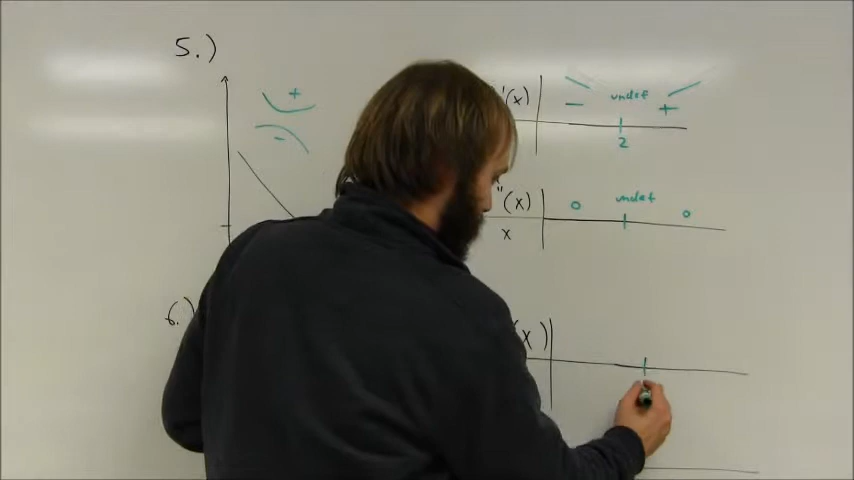 5.)
+
-
'(x)
- undef +
2
"(x)
0 undef 0
x
6.)
(x)